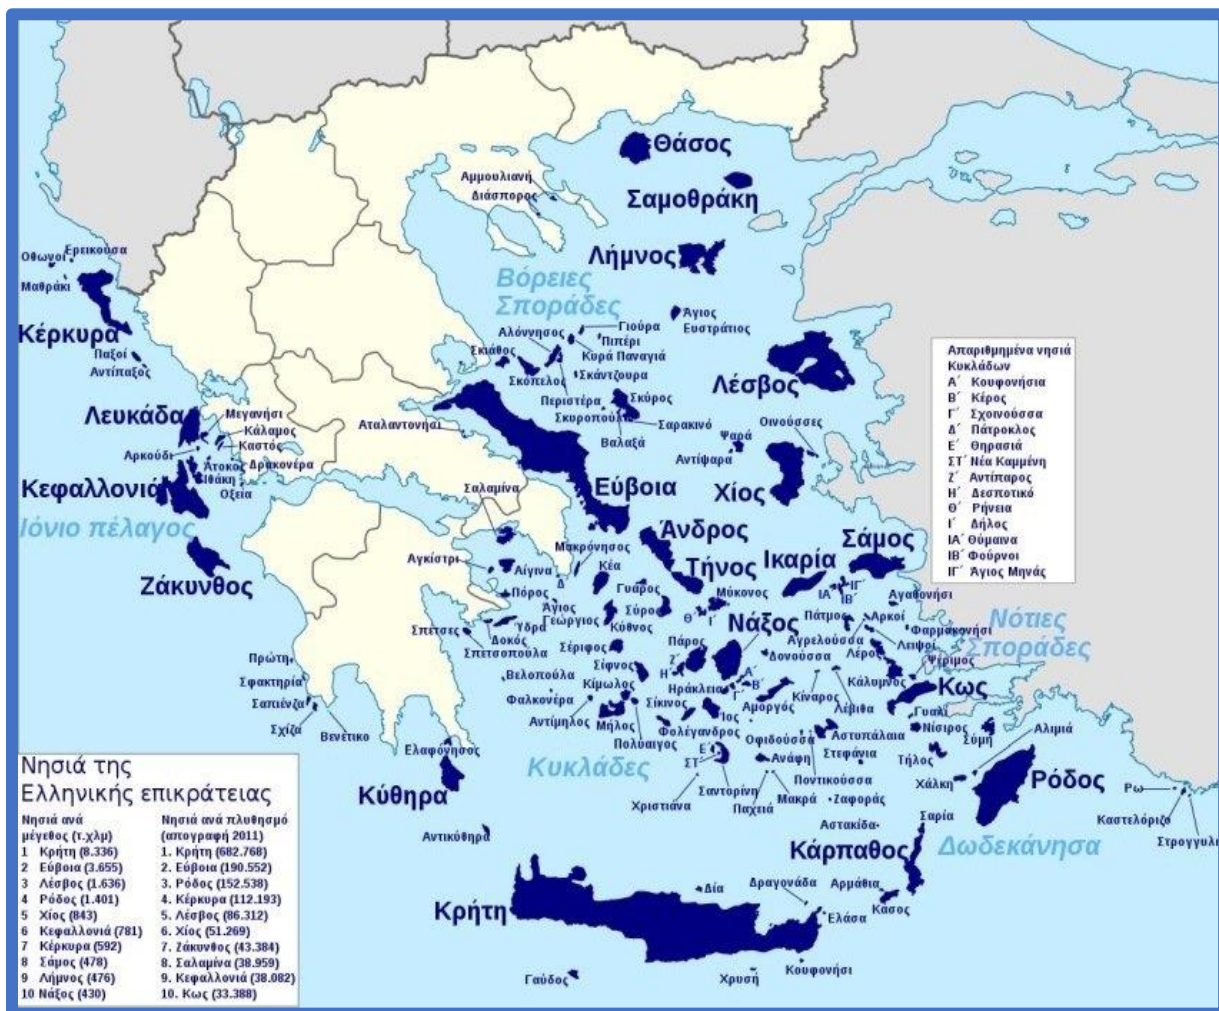 Θάσος
Αμμουλιανή
Διάσπορος
Σαμοθράκη
Λήμνος
Οθωνοί
Ερεικούσα
Μαθράκι
Κέρκυρα
Παξοί
Αντίπαξος
Βόρειες
Σποράδες
Άγιος
Ευστράτιος
Γιούρα
Πιπέρι
Αλόννησος
Κυρά Παναγιά
Σκιάθος
Σκόπελος
Σκάντζουρα
Λέσβος
Περιστέρα
Σκύρος
Σκυροπούλα
Σαρακινό
Βαλαξά
Λευκάδα
Μεγανήσι
Κάλαμος
Καστός
Αρκούδι
Άτοκος
Δρακονέρα
Ιθάκη
Οξεία
Κεφαλλονιά
Ιόνιο πέλαγος
Ζάκυνθος
Αταλαντονήσι
Εύβοια
Ψαρά
Αντίψαρα
Οινούσσες
Χίος
Απαριθμημένα νησιά
Κυκλάδων
Α΄ Κουφονήσια
Β΄ Κέρος
Γ΄ Σχοινούσσα
Δ΄ Πάτροκλος
Ε΄ Θηρασιά
ΣΤ΄ Νέα Καμμένη
Ζ΄ Αντίπαρος
Η΄ Δεσποτικό
Θ΄ Ρήνεια
Ι΄ Δήλος
ΙΑ΄ Θύμαινα
ΙΒ΄ Φούρνοι
ΙΓ΄ Άγιος Μηνάς
Σαλαμίνα
Αγκίστρι
Αίγινα
Πόρος
Μακρόνησος
Δ
Κέα
Άγιος
Γεώργιος
Κύθνος
Γυάρος
Σύρος
Άνδρος
Τήνος
Μύκονος
Θ΄
Ι΄
Ικαρία
Σάμος
ΙΑ΄
ΙΒ΄
ΙΓ΄
Αγαθονήσι
Πάτμος
Αρκοί
Φαρμακονήσι
Λειψοί
Νότιες
Σποράδες
Σπέτσες
Σπετσοπούλα
Δοκός
Ύδρα
Σέριφος
Σίφνος
Κίμωλος
Βελοπούλα
Φαλκονέρα
Αντίμηλος
Μήλος
Πολύαιγος
Πάρος
Ζ΄
Η΄
Νάξος
Δονούσσα
Ηράκλεια
Α΄
Β΄
Γ΄
Αμοργός
Σίκινος
Φολέγανδρος
Ίος
Αγρελούσσα
Λέρος
Κάλυμνος
Ψέριμος
Κίναρος
Λέβιθα
Κως
Γυαλί
Νίσυρος
Σύμη
Τήλος
Αλιμιά
Χάλκη
Ρόδος
Αστυπάλαια
Στεφάνια
Οφιδούσσα
Ποντικούσσα
Ανάφη
Μακρά
Παχειά
Ζαφοράς
Ε΄
ΣΤ΄
Σαντορίνη
Χριστιάνα
Κυκλάδες
Πρώτη
Σφακτηρία
Σαπιέντζα
Σχίζα
Βενέτικο
Ελαφόνησος
Κύθηρα
Αντικύθηρα
Ρω
Καστελόριζο
Στρογγυλή
Αστακίδα
Σαρία
Κάρπαθος
Δωδεκάνησα
Αρμάθια
Κάσος
Κρήτη
Δία
Δραγονάδα
Ελάσα
Κουφονήσι
Χρυσή
Γαύδος
Νησιά της
Ελληνικής επικράτειας
Νησιά ανά
μέγεθος (τ.χλμ)
1 Κρήτη (8.336)
2 Εύβοια (3.655)
3 Λέσβος (1.636)
4 Ρόδος (1.401)
5 Χίος (843)
6 Κεφαλλονιά (781)
7 Κέρκυρα (592)
8 Σάμος (478)
9 Λήμνος (476)
10 Νάξος (430)
Νησιά ανά πλυθησμό
(απογραφή 2011)
1. Κρήτη (682.768)
2. Εύβοια (190.552)
3. Ρόδος (152.538)
4. Κέρκυρα (112.193)
5. Λέσβος (86.312)
6. Χίος (51.269)
7. Ζάκυνθος (43.384)
8. Σαλαμίνα (38.959)
9. Κεφαλλονιά (38.082)
10. Κως (33.388)